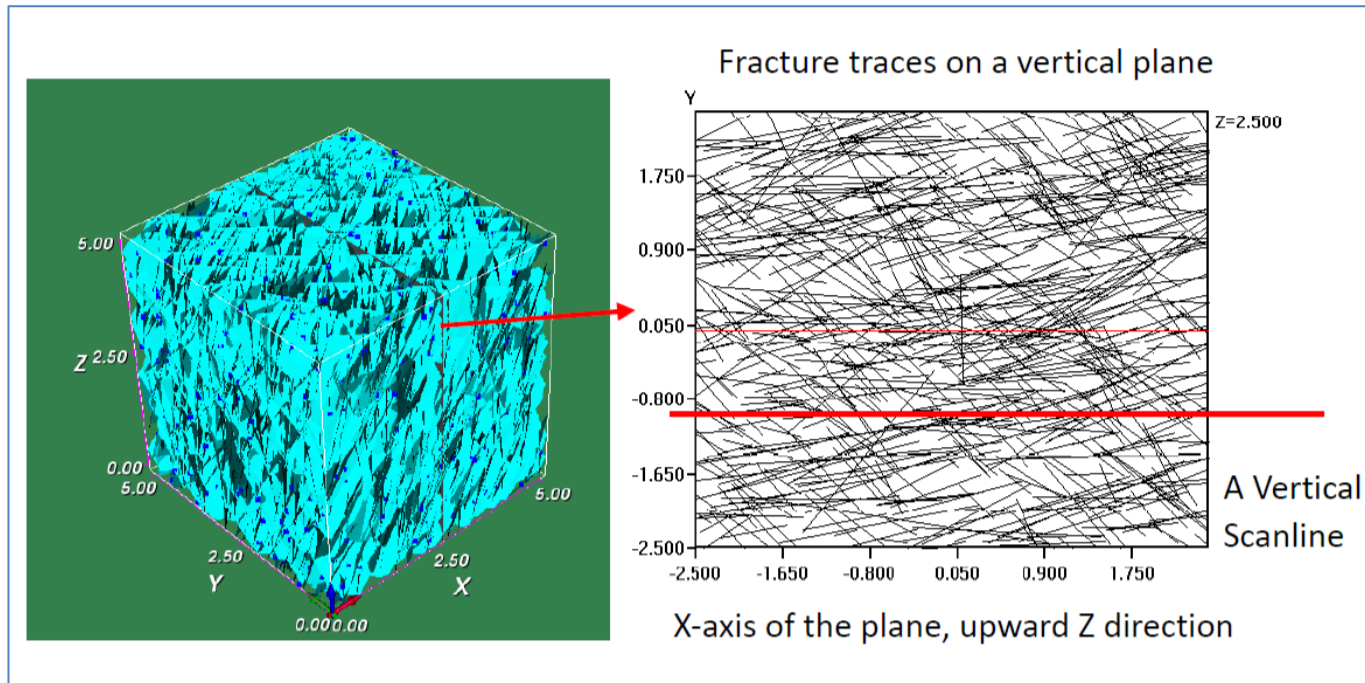 Fracture traces on a vertical plane
Y
Z=2.500
1.750
0.900
0.050
-0.800
-1.650
-2.500
-2.500 -1.650 -0.800 0.050 0.900 1.750
A Vertical
Scanline
X-axis of the plane, upward Z direction
5.00
Z 2.50
0.00
5.00
2.50
Y
0.00 0.00
X
2.50
5.00